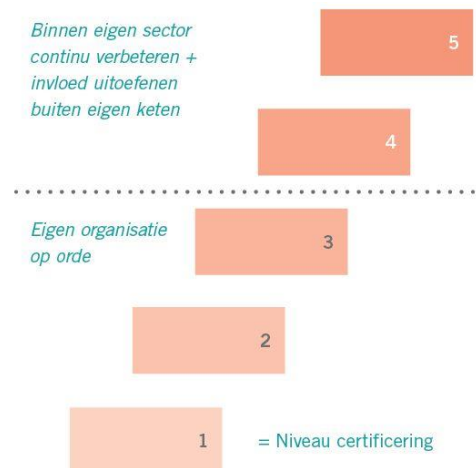 Binnen eigen sector
continu verbeteren +
invloed uitoefenen
buiten eigen keten
5
4
Eigen organisatie
op orde
3
2
1
= Niveau certificering